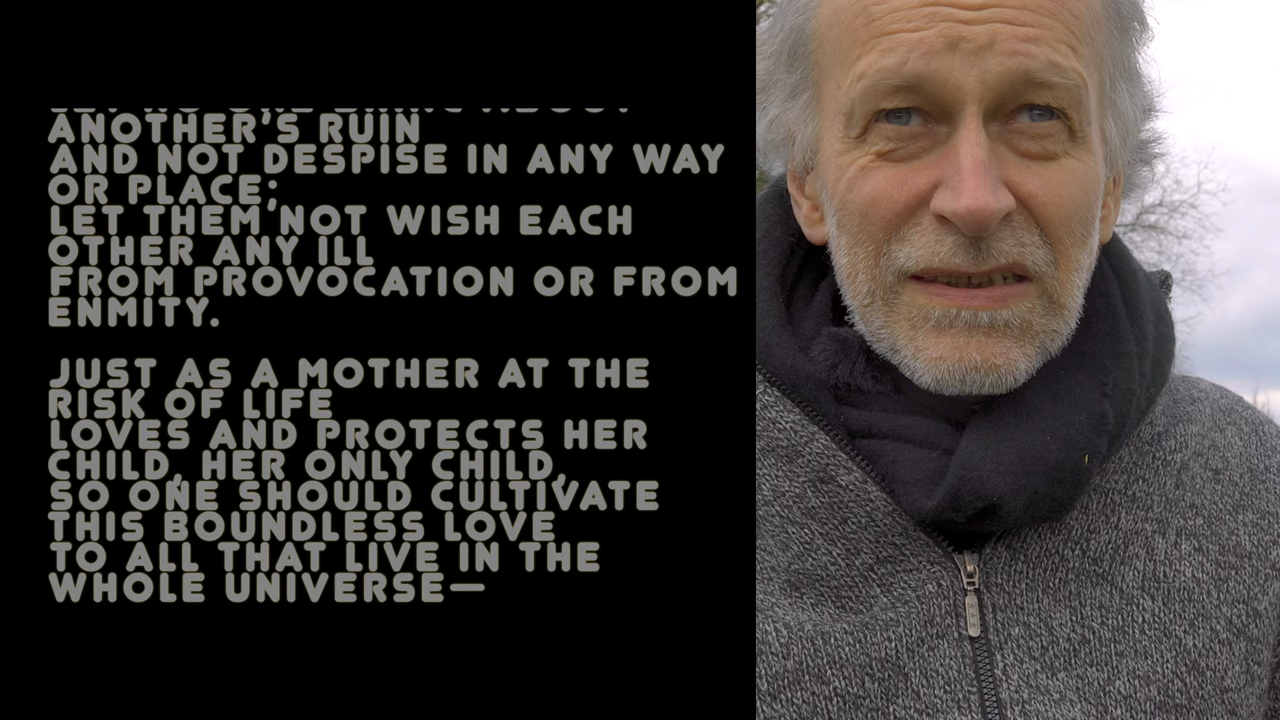 ANOTHER'S RUIN
AND NOT DESPISE IN ANY WAY
OR PLACE;
LET THEM NOT WISH EACH
OTHER ANY ILL
FROM PROVOCATION OR FROM
ENMITY.
JUST AS A MOTHER AT THE
RISK OF LIFE
LOVES AND PROTECTS HER
CHILD, HER ONLY CHILD,
SO ONE SHOULD CULTIVATE
THIS BOUNDLESS LOVE
TO ALL THAT LIVE IN THE
WHOLE UNIVERSE—